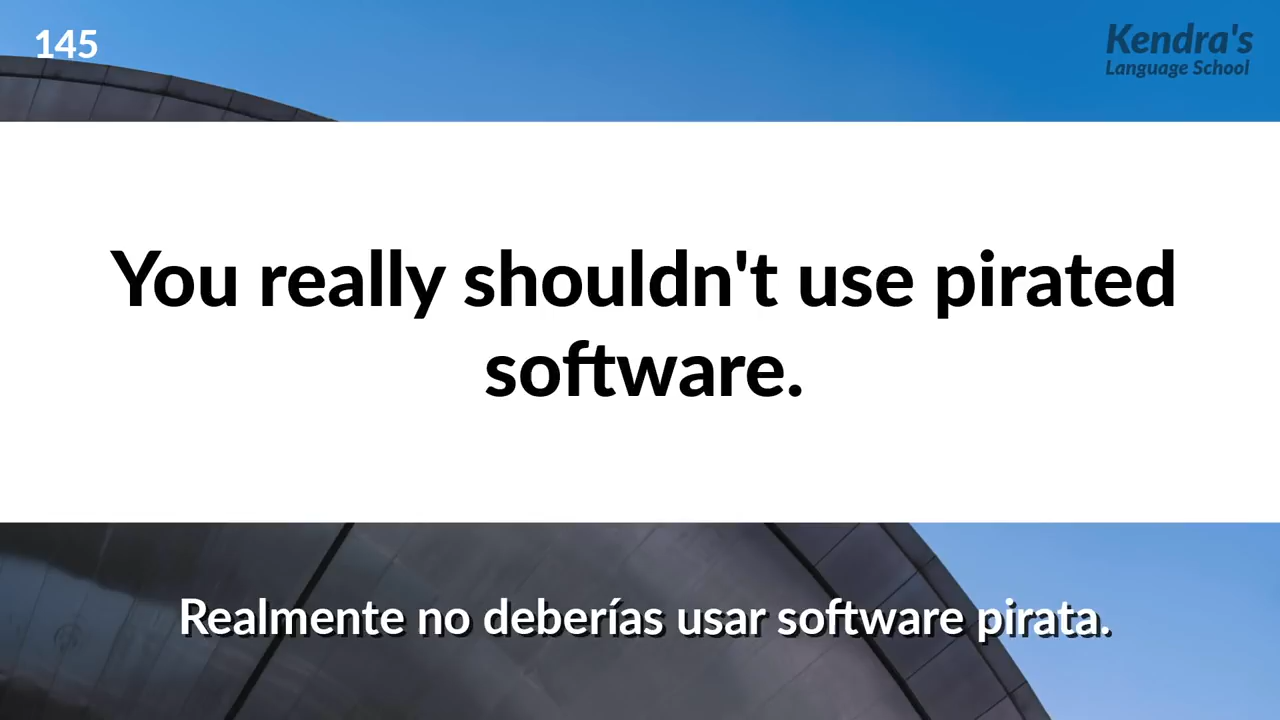 145
Kendra's
Language School
You really shouldn't use pirated
software.
Realmente no deberías usar software pirata.